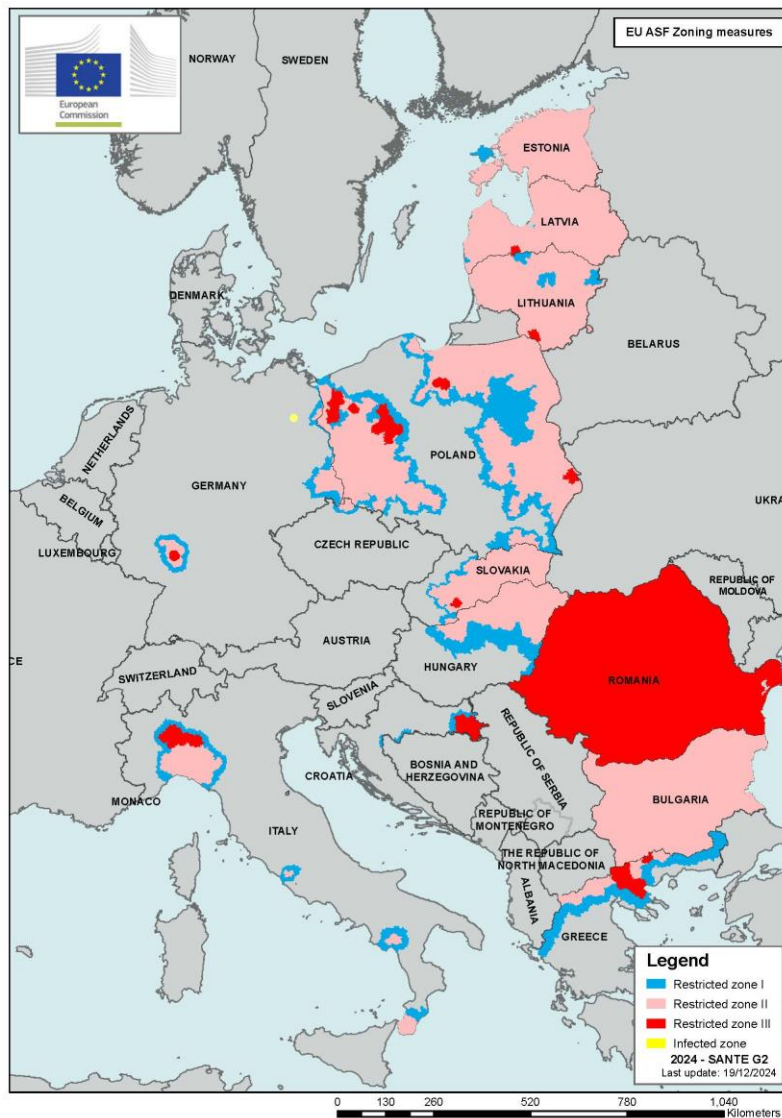 EU ASF Zoning measures
European
Commission
NORWAY
SWEDEN
ESTONIA
LATVIA
DENMARK
LITHUANIA
BELARUS
NETHERLANDS
POLAND
GERMANY
BELGIUM
UKRA
LUXEMBOURG
CZECH REPUBLIC
SLOVAKIA
REPUBLIC OF
MOLDOVA
AUSTRIA
CE
HUNGARY
SWITZERLAND
ROMANIA
SLOVENIA
REPUBLIC OF SERBIA
BOSNIA AND
HERZEGOVINA
CROATIA
MONACO
BULGARIA
ITALY
REPUBLIC OF
MONTENEGRO
THE REPUBLIC OF
NORTH MACEDONIA
ALBANIA
GREECE
Legend
Restricted zone I
Restricted zone II
Restricted zone III
Infected zone
2024 - SANTE G2
Last update: 19/12/2024
0 130 260 520 780 1,040
Kilometers